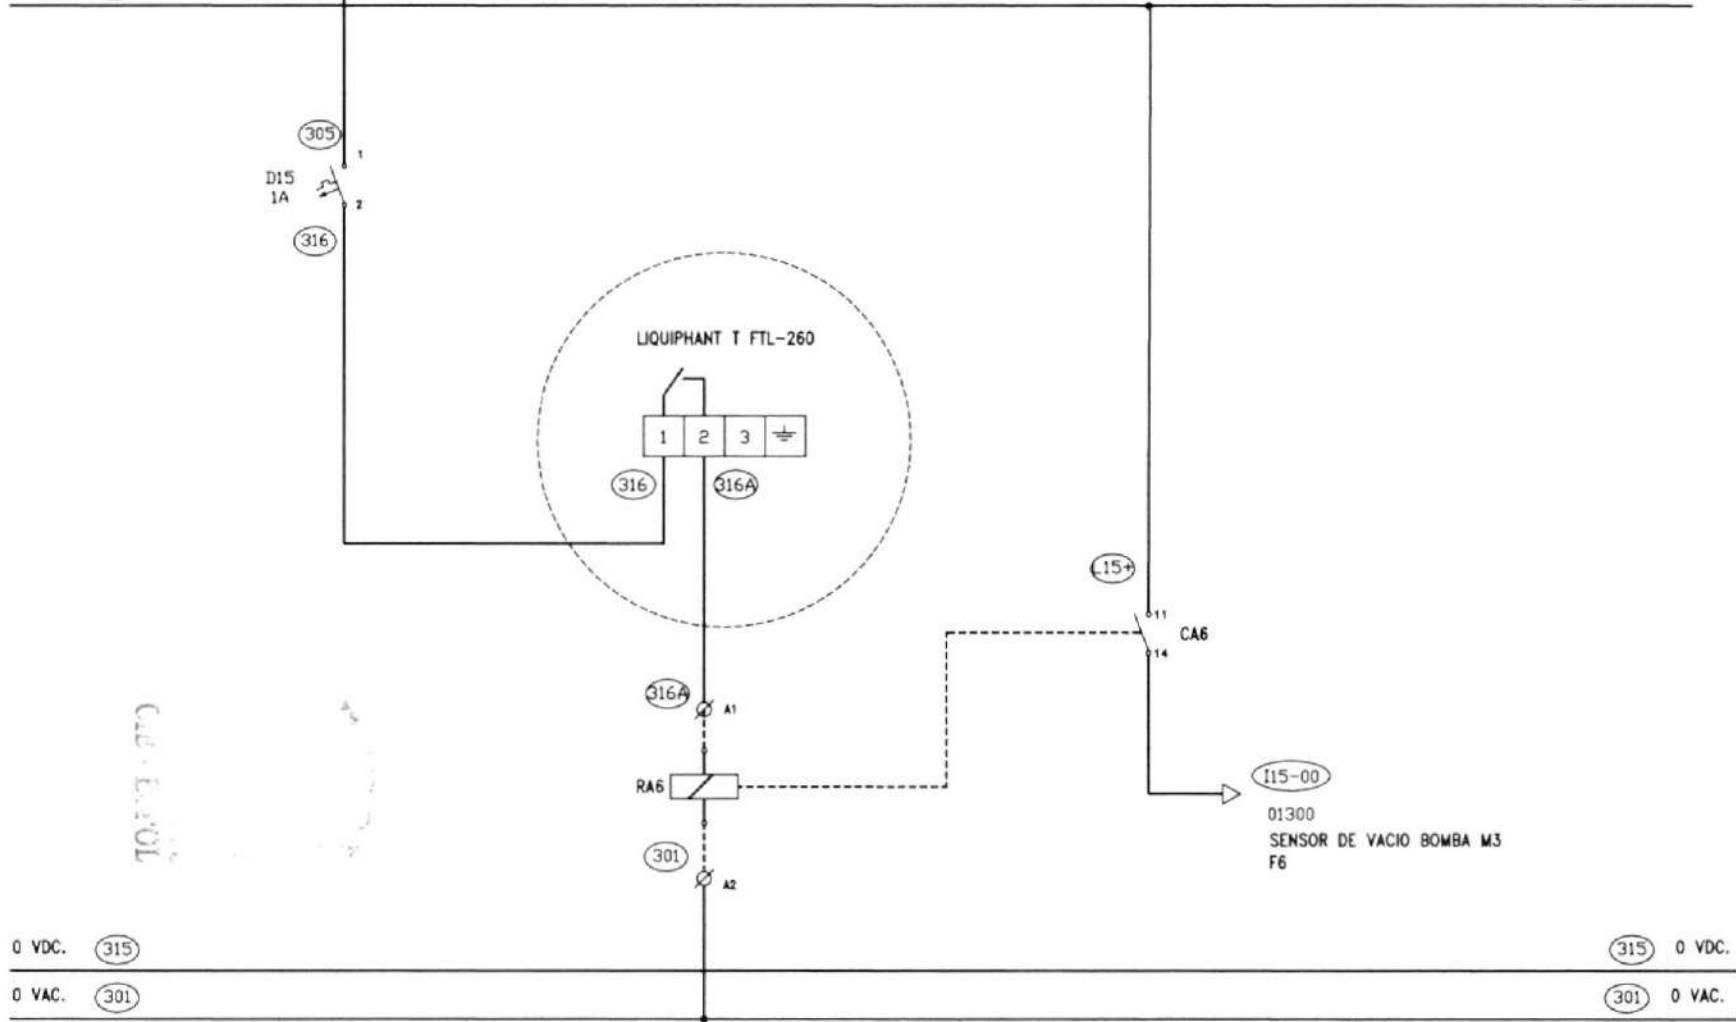 305
1
D15
1A
2
316
LIQUIPHANT T FTL-260
1 2 3
316 316A
L15+
11
CA6
14
316A A1
RA6
I15-00
01300
SENSOR DE VACIO BOMBA M3
F6
301
A2
0 VDC. 315 315 0 VDC.
0 VAC. 301 301 0 VAC.